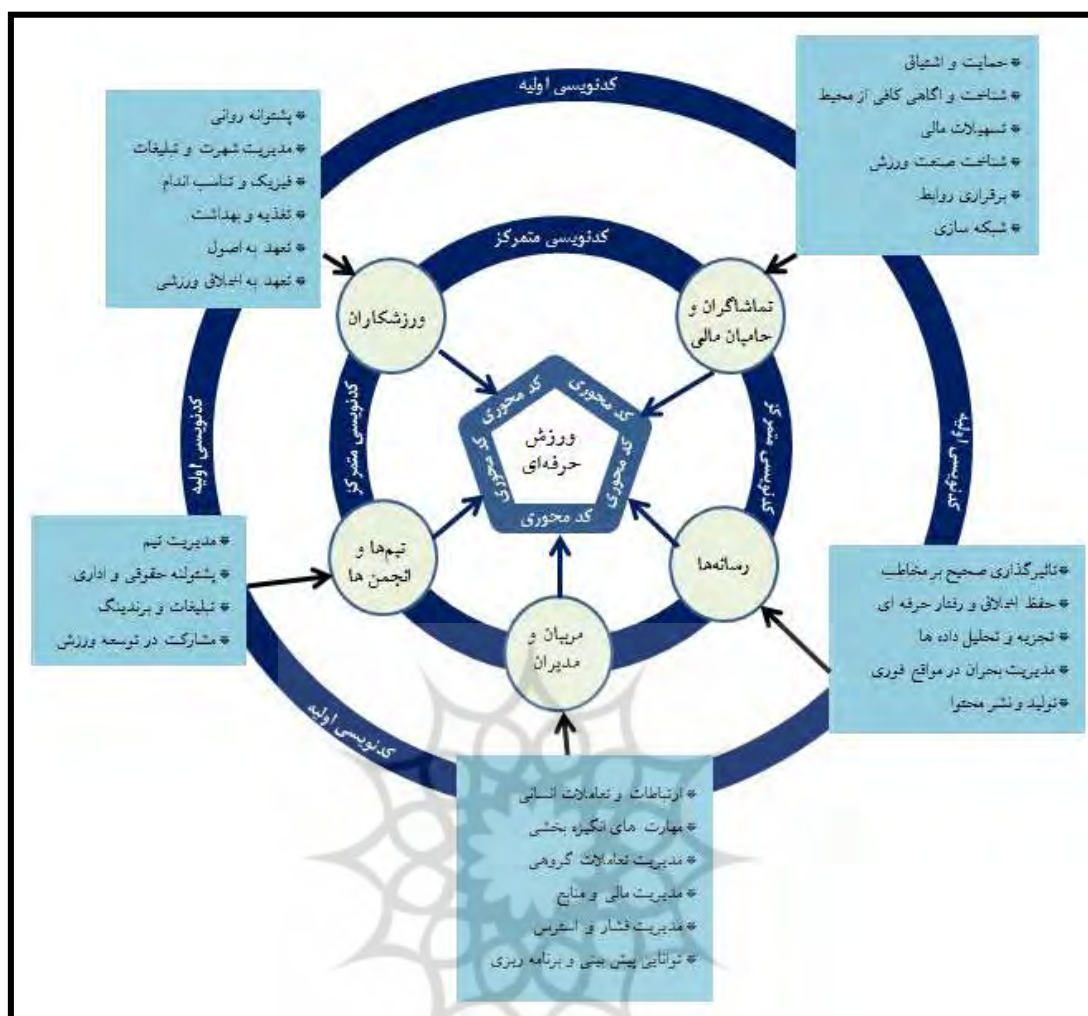 کدنویسی اولیه
حمایت و اشتیاق
شناخت و آگاهی کافی از محیط
تسهیلات مالی
شناخت صنعت ورزش
برقراری روابط
شبکه سازی
پشتوانه روانی
مدیریت شهرت و تبلیغات
فیزیک و تناسب اندام
تغذیه و بهداشت
تعهد به اصول
تعهد به اخلاق ورزشی
کدنویسی متمرکز
تماشاگران و
حامیان مالی
ورزشکاران
کد محوری
کد محوری
کد محوری
کد محوری
کد محوری
ورزش
حرفه‌ای
کدنویسی متمرکز
کدنویسی متمرکز
کدنویسی اولیه
کدنویسی اولیه
رسانه‌ها
تیم‌ها و
انجمن ها
مربیان و
مدیران
تاثیرگذاری صحیح بر مخاطب
حفظ اخلاق و رفتار حرفه ای
تجزیه و تحلیل داده ها
مدیریت بحران در مواقع فوری
تولید و نشر محتوا
مدیریت تیم
پشتوانه حقوقی و اداری
تبلیغات و برندینگ
مشارکت در توسعه ورزش
کدنویسی اولیه
ارتباطات و تعاملات انسانی
مهارت های انگیزه بخشی
مدیریت تعاملات گروهی
مدیریت مالی و منابع
مدیریت فشار و استرس
توانایی پیش بینی و برنامه ریزی